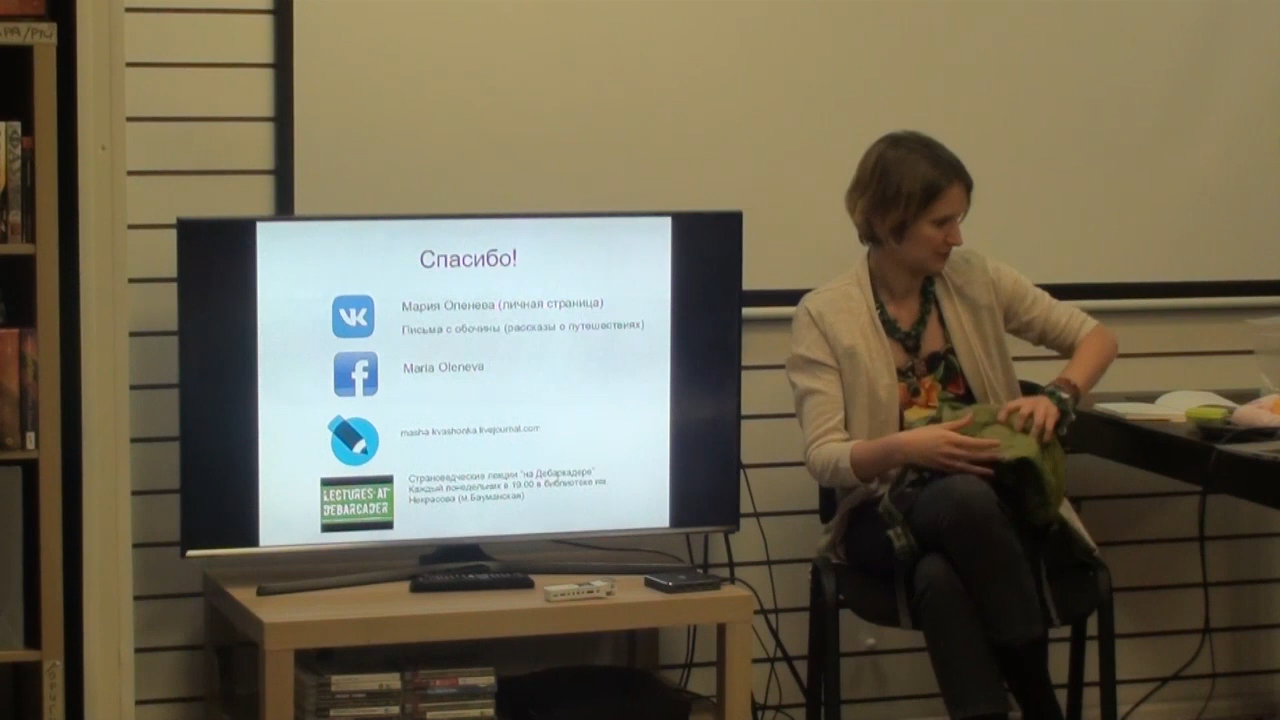 Спасибо!
Мария Оленева (личная страница)
Письма с обочины (рассказы о путешествиях)
Maria Oleneva
masha-kvashonka.livejournal.com
LECTURES AT
DEBARCADER
Страноведческие лекции "на Дебаркадере"
Каждый понедельник в 19.00 в библиотеке им.
Некрасова (м.Бауманская)